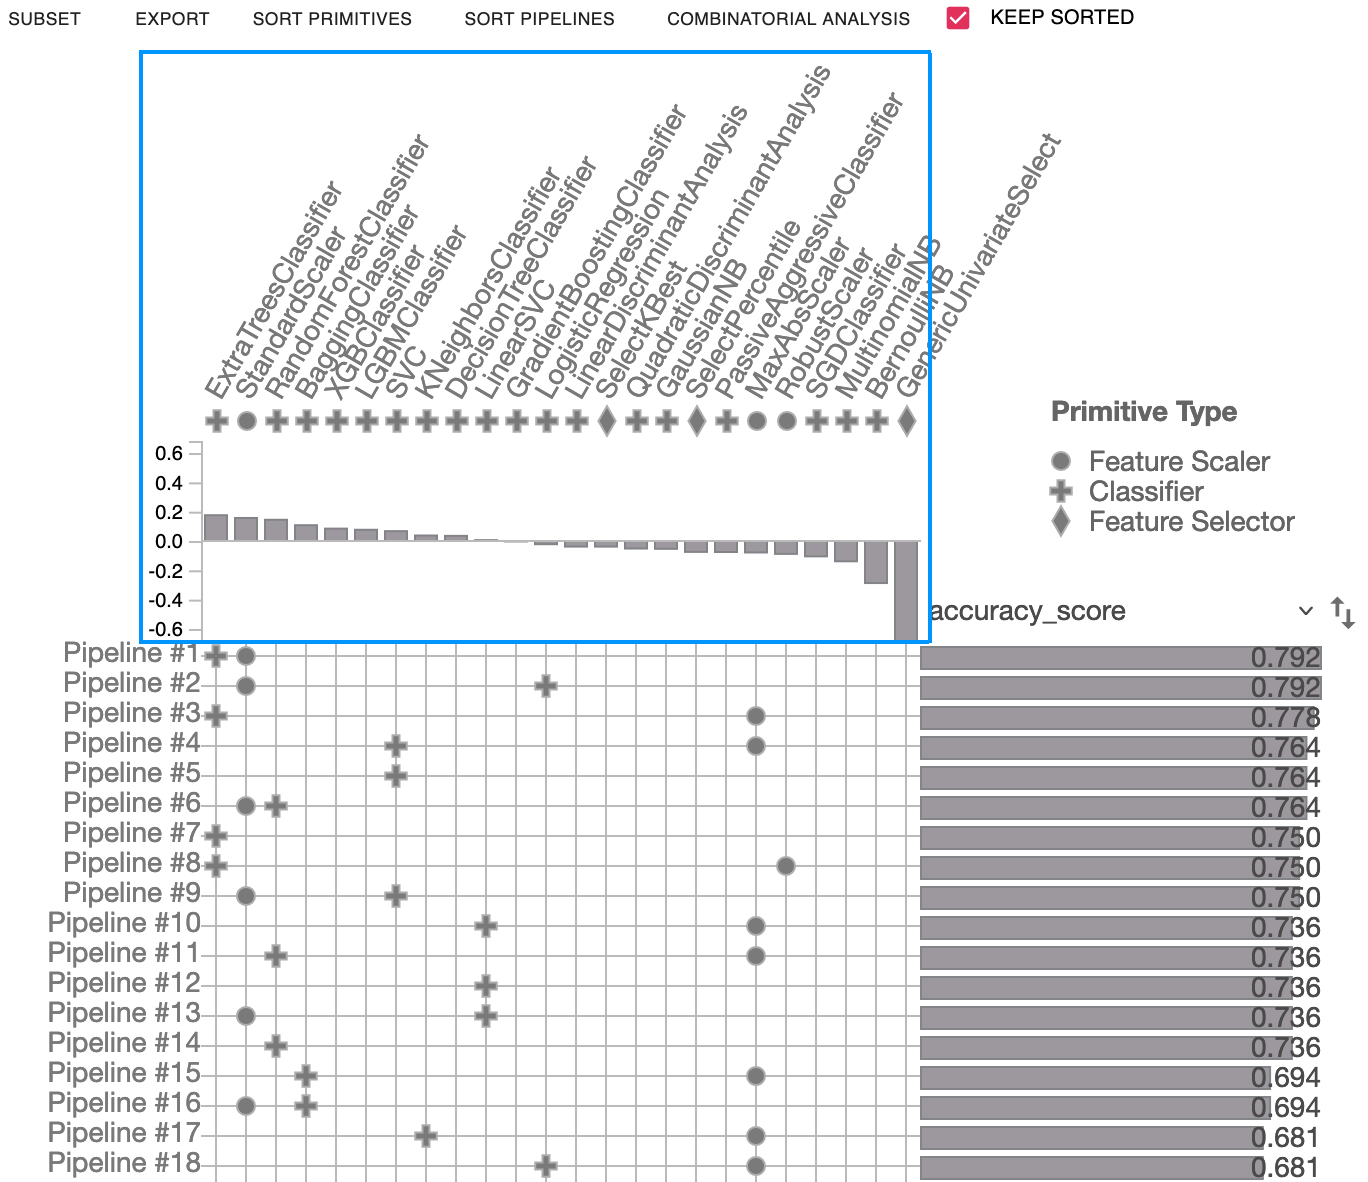 SUBSET EXPORT SORT PRIMITIVES SORT PIPELINES COMBINATORIAL ANALYSIS KEEP SORTED
ExtraTreesClassifier
StandardScaler
RandomForestClassifier
BaggingClassifier
XGBClassifier
LGBMClassifier
SVC
KNeighborsClassifier
DecisionTreeClassifier
LinearSVC
GradientBoostingClassifier
LogisticRegression
LinearDiscriminantAnalysis
SelectKBest
QuadraticDiscriminantAnalysis
GaussianNB
SelectPercentile
PassiveAggressiveClassifier
MaxAbsScaler
RobustScaler
SGDClassifier
MultinomialNB
BernoulliNB
GenericUnivariateSelect
Primitive Type
Feature Scaler
Classifier
Feature Selector
0.6
0.4
0.2
0.0
-0.2
-0.4
-0.6
accuracy_score
Pipeline #1 0.792
Pipeline #2 0.792
Pipeline #3 0.778
Pipeline #4 0.764
Pipeline #5 0.764
Pipeline #6 0.764
Pipeline #7 0.750
Pipeline #8 0.750
Pipeline #9 0.750
Pipeline #10 0.736
Pipeline #11 0.736
Pipeline #12 0.736
Pipeline #13 0.736
Pipeline #14 0.736
Pipeline #15 0.694
Pipeline #16 0.694
Pipeline #17 0.681
Pipeline #18 0.681